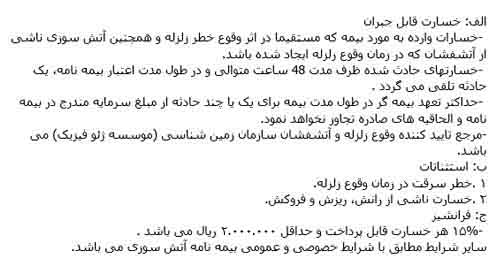 الف: خسارت قابل جبران
-خسارات وارده به مورد بیمه که مستقیما در اثر وقوع خطر زلزله و همچنین آتش سوزی ناشی
از آتشفشان که در زمان وقوع زلزله ایجاد شده باشد.
-خسارتهای حادث شده ظرف مدت 48 ساعت متوالی و در طول مدت اعتبار بیمه نامه، یک
حادثه تلقی می گردد .
-حداکثر تعهد بیمه گر در طول مدت بیمه برای یک یا چند حادثه از مبلغ سرمایه مندرج در بیمه
نامه و الحاقیه های صادره تجاوز نخواهد نمود.
-مرجع تایید کننده وقوع زلزله و آتشفشان سازمان زمین شناسی (موسسه ژئو فیزیک) می
باشد.
ب: استثنائات
۱ .خطر سرقت در زمان وقوع زلزله.
۲ .خسارت ناشی از رانش، ریزش و فروکش.
ج: فرانشیز
-۱۵% هر خسارت قابل پرداخت و حداقل ۲.۰۰۰.۰۰۰ ریال می باشد .
سایر شرایط مطابق با شرایط خصوصی و عمومی بیمه نامه آتش سوزی می باشد.